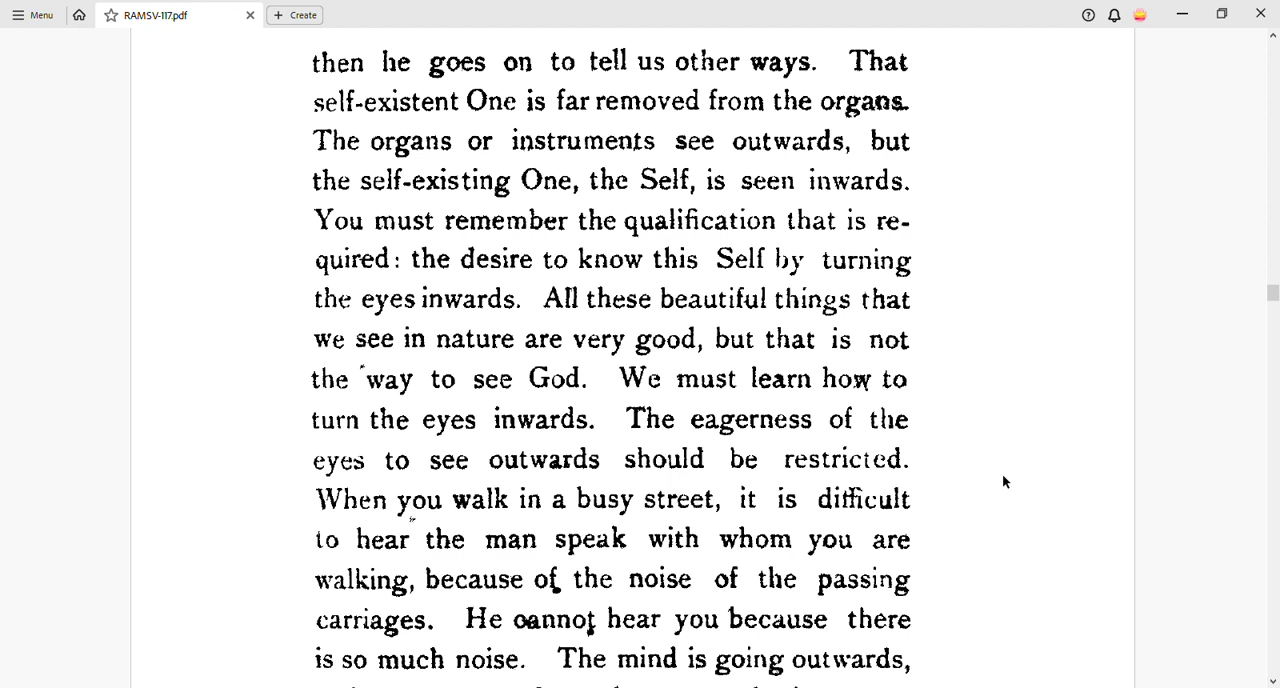 Menu
RAMSV-117.pdf
+ Create
then he goes on to tell us other ways. That
self-existent One is far removed from the organs.
The organs or instruments see outwards, but
the self-existing One, the Self, is seen inwards.
You must remember the qualification that is re-
quired: the desire to know this Self by turning
the eyes inwards. All these beautiful things that
we see in nature are very good, but that is not
the way to see God. We must learn how to
turn the eyes inwards. The eagerness of the
eyes to see outwards should be restricted.
When you walk in a busy street, it is difficult
to hear the man speak with whom you are
walking, because of the noise of the passing
carriages. He cannot hear you because there
is so much noise. The mind is going outwards,